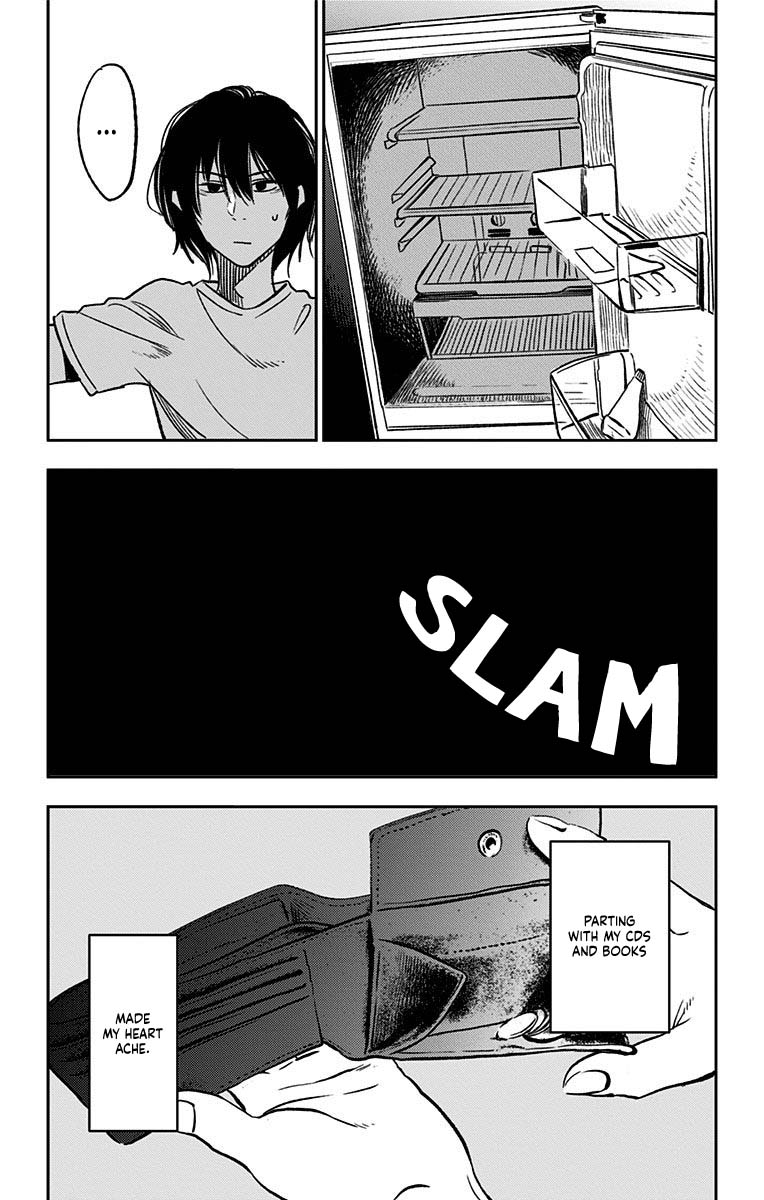 ...
SLAM
PARTING
WITH MY CDS
AND BOOKS
MADE
MY HEART
ACHE.